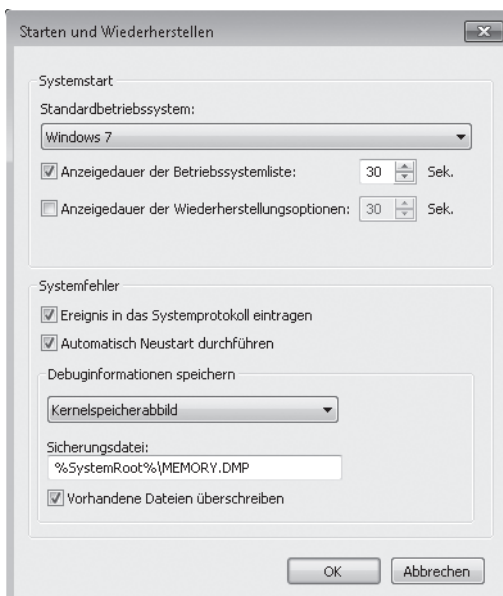 Starten und Wiederherstellen
Systemstart
Standardbetriebssystem:
Windows 7
Anzeigedauer der Betriebssystemliste: 30 Sek.
Anzeigedauer der Wiederherstellungsoptionen: 30 Sek.
Systemfehler
Ereignis in das Systemprotokoll eintragen
Automatisch Neustart durchführen
Debuginformationen speichern
Kernelspeicherabbild
Sicherungsdatei:
%SystemRoot%\MEMORY.DMP
Vorhandene Dateien überschreiben
OK Abbrechen